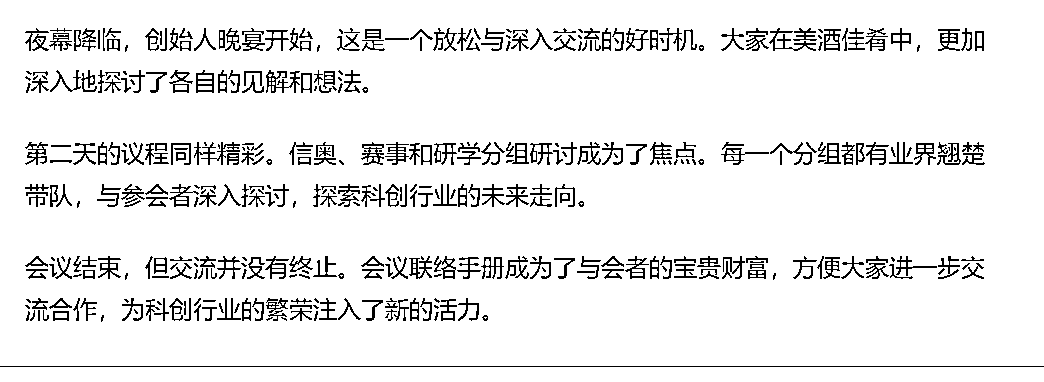 夜幕降临，创始人晚宴开始，这是一个放松与深入交流的好时机。大家在美酒佳肴中，更加
深入地探讨了各自的见解和想法。
第二天的议程同样精彩。信奥、赛事和研学分组研讨成为了焦点。每一个分组都有业界翘楚
带队，与参会者深入探讨，探索科创行业的未来走向。
会议结束，但交流并没有终止。会议联络手册成为了与会者的宝贵财富，方便大家进一步交
流合作，为科创行业的繁荣注入了新的活力。